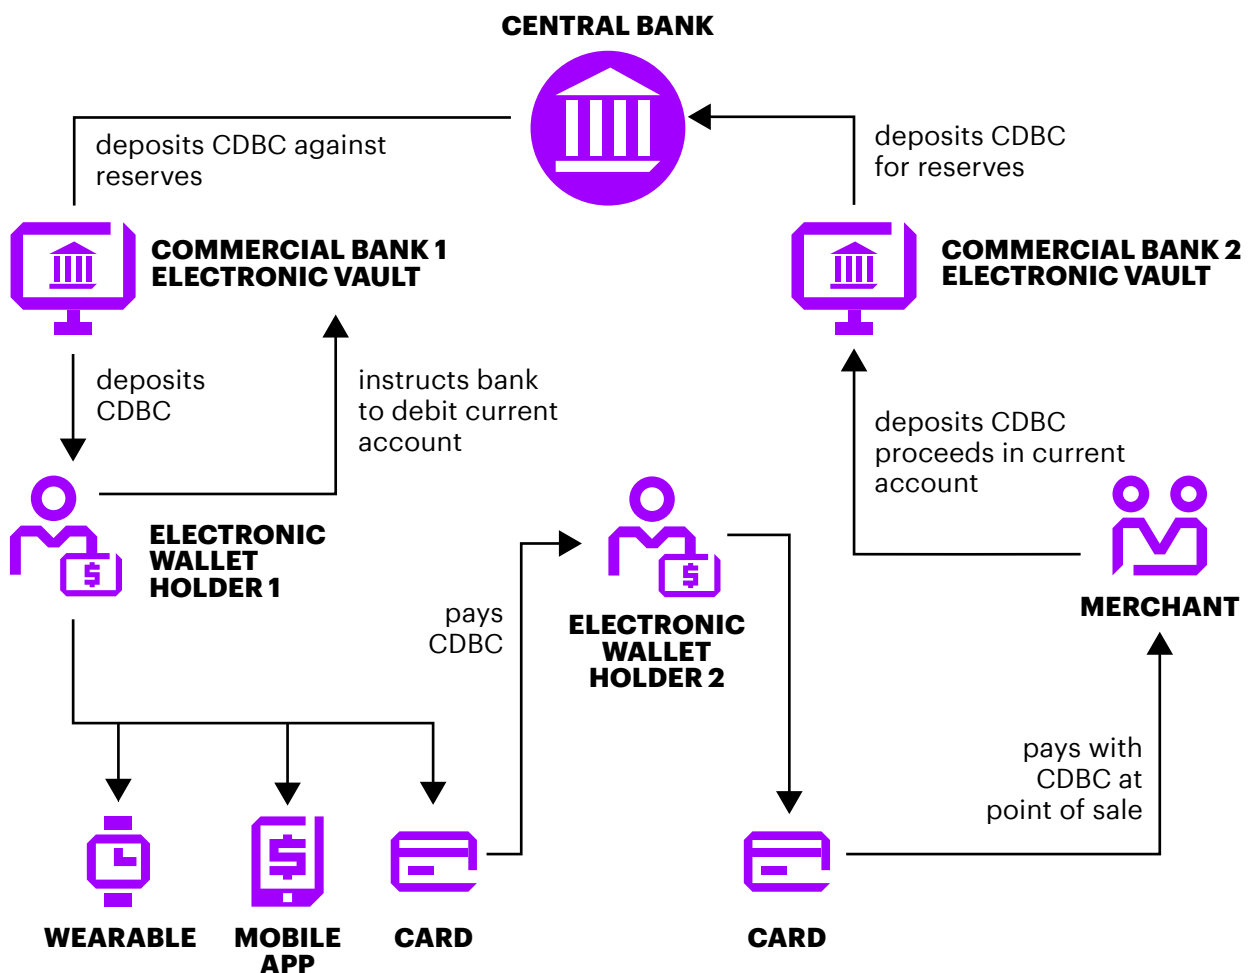 CENTRAL BANK
deposits CDBC against
reserves
deposits CDBC
for reserves
COMMERCIAL BANK 1
ELECTRONIC VAULT
COMMERCIAL BANK 2
ELECTRONIC VAULT
deposits
CDBC
instructs bank
to debit current
account
deposits CDBC
proceeds in current
account
ELECTRONIC
WALLET
HOLDER 1
pays
CDBC
ELECTRONIC
WALLET
HOLDER 2
MERCHANT
pays with
CDBC at
point of sale
WEARABLE
MOBILE
APP
CARD
CARD